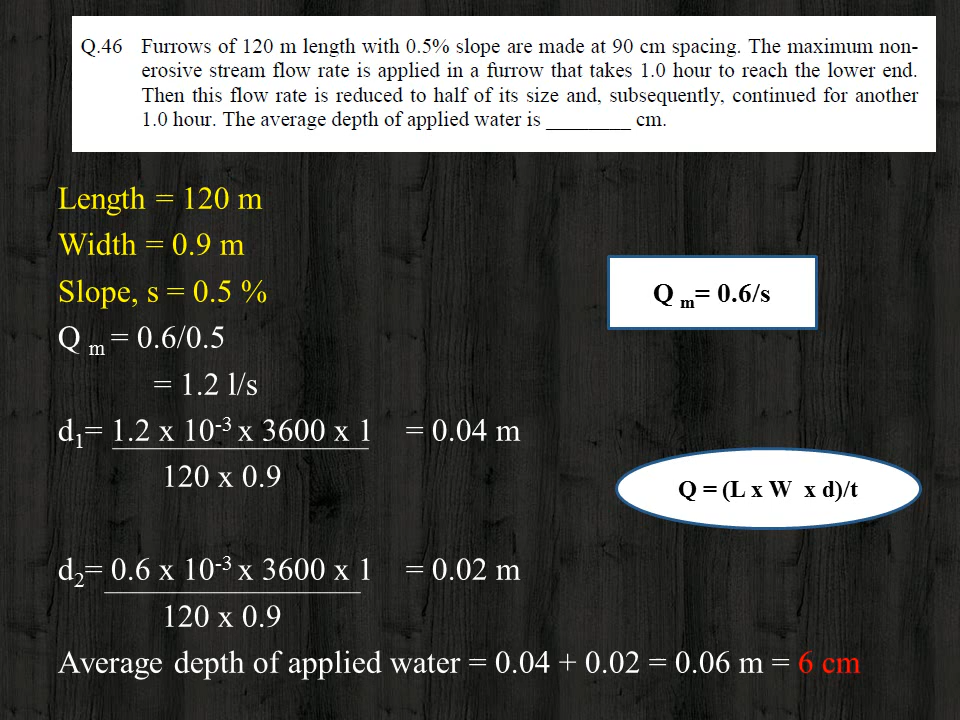 Q.46 Furrows of 120 m length with 0.5% slope are made at 90 cm spacing. The maximum non-
erosive stream flow rate is applied in a furrow that takes 1.0 hour to reach the lower end.
Then this flow rate is reduced to half of its size and, subsequently, continued for another
1.0 hour. The average depth of applied water is ________ cm.
Length = 120 m
Width = 0.9 m
Slope, s = 0.5 %
Q m = 0.6/s
Q m = 0.6/0.5
= 1.2 l/s
d1= 1.2 x 10-3 x 3600 x 1 = 0.04 m
120 x 0.9
Q = (L x W x d)/t
d2= 0.6 x 10-3 x 3600 x 1 = 0.02 m
120 x 0.9
Average depth of applied water = 0.04 + 0.02 = 0.06 m = 6 cm